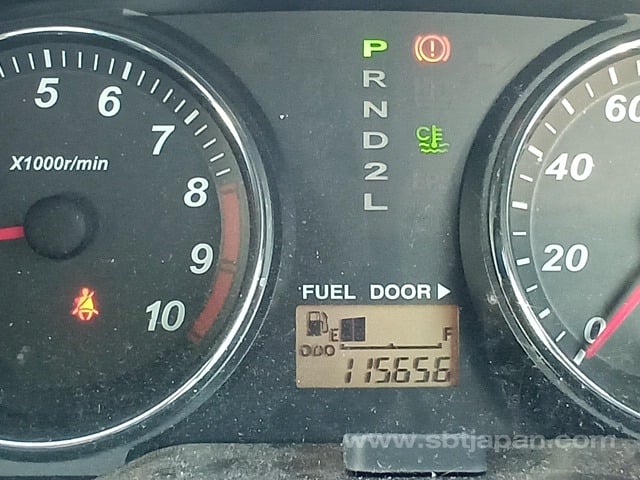 5
6
7
8
9
10
X1000r/min
P
R
N
D
2
L
!
C
60
40
20
0
FUEL DOOR
E F
ODO
115656
www.sbtjapan.com